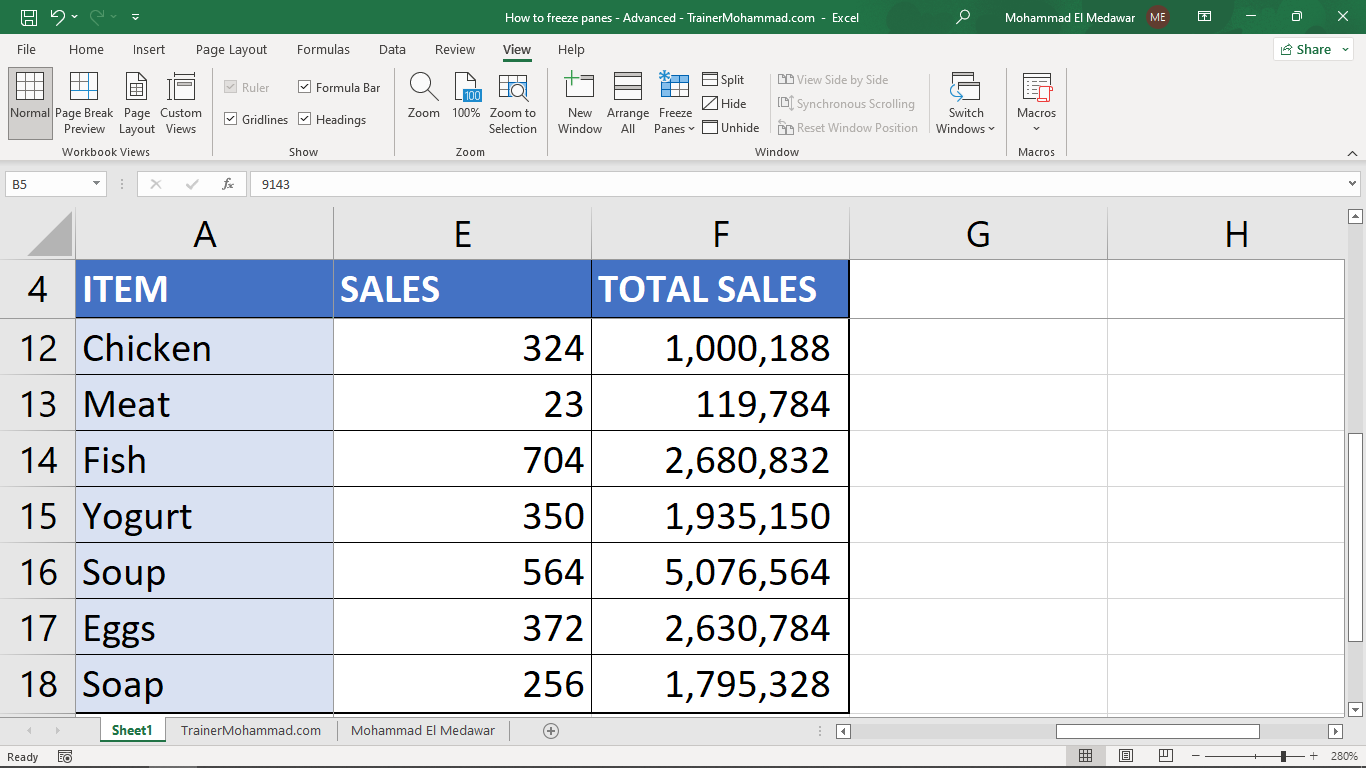 How to freeze panes - Advanced - TrainerMohammad.com - Excel
Mohammad El Medawar ME
File Home Insert Page Layout Formulas Data Review View Help Share
Normal
Page Break Preview
Page Layout
Custom Views
Workbook Views
Ruler
Formula Bar
Gridlines
Headings
Show
Zoom
100
100%
Zoom to Selection
Zoom
New Window
Arrange All
Freeze Panes
Split
Hide
Unhide
View Side by Side
Synchronous Scrolling
Reset Window Position
Switch Windows
Window
Macros
Macros
B5 fx 9143
A E F G H
4 ITEM SALES TOTAL SALES
12 Chicken 324 1,000,188
13 Meat 23 119,784
14 Fish 704 2,680,832
15 Yogurt 350 1,935,150
16 Soup 564 5,076,564
17 Eggs 372 2,630,784
18 Soap 256 1,795,328
Sheet1 TrainerMohammad.com Mohammad El Medawar
Ready 280%